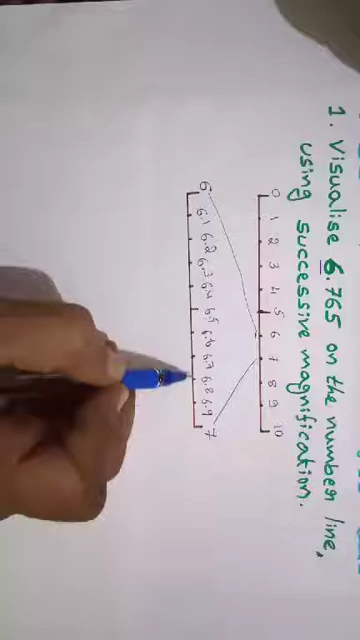 1. Visualise 6.765 on the number line,
using successive magnification.
0 1 2 3 4 5 6 7 8 9 10
6 6.1 6.2 6.3 6.4 6.5 6.6 6.7 6.8 6.9 7